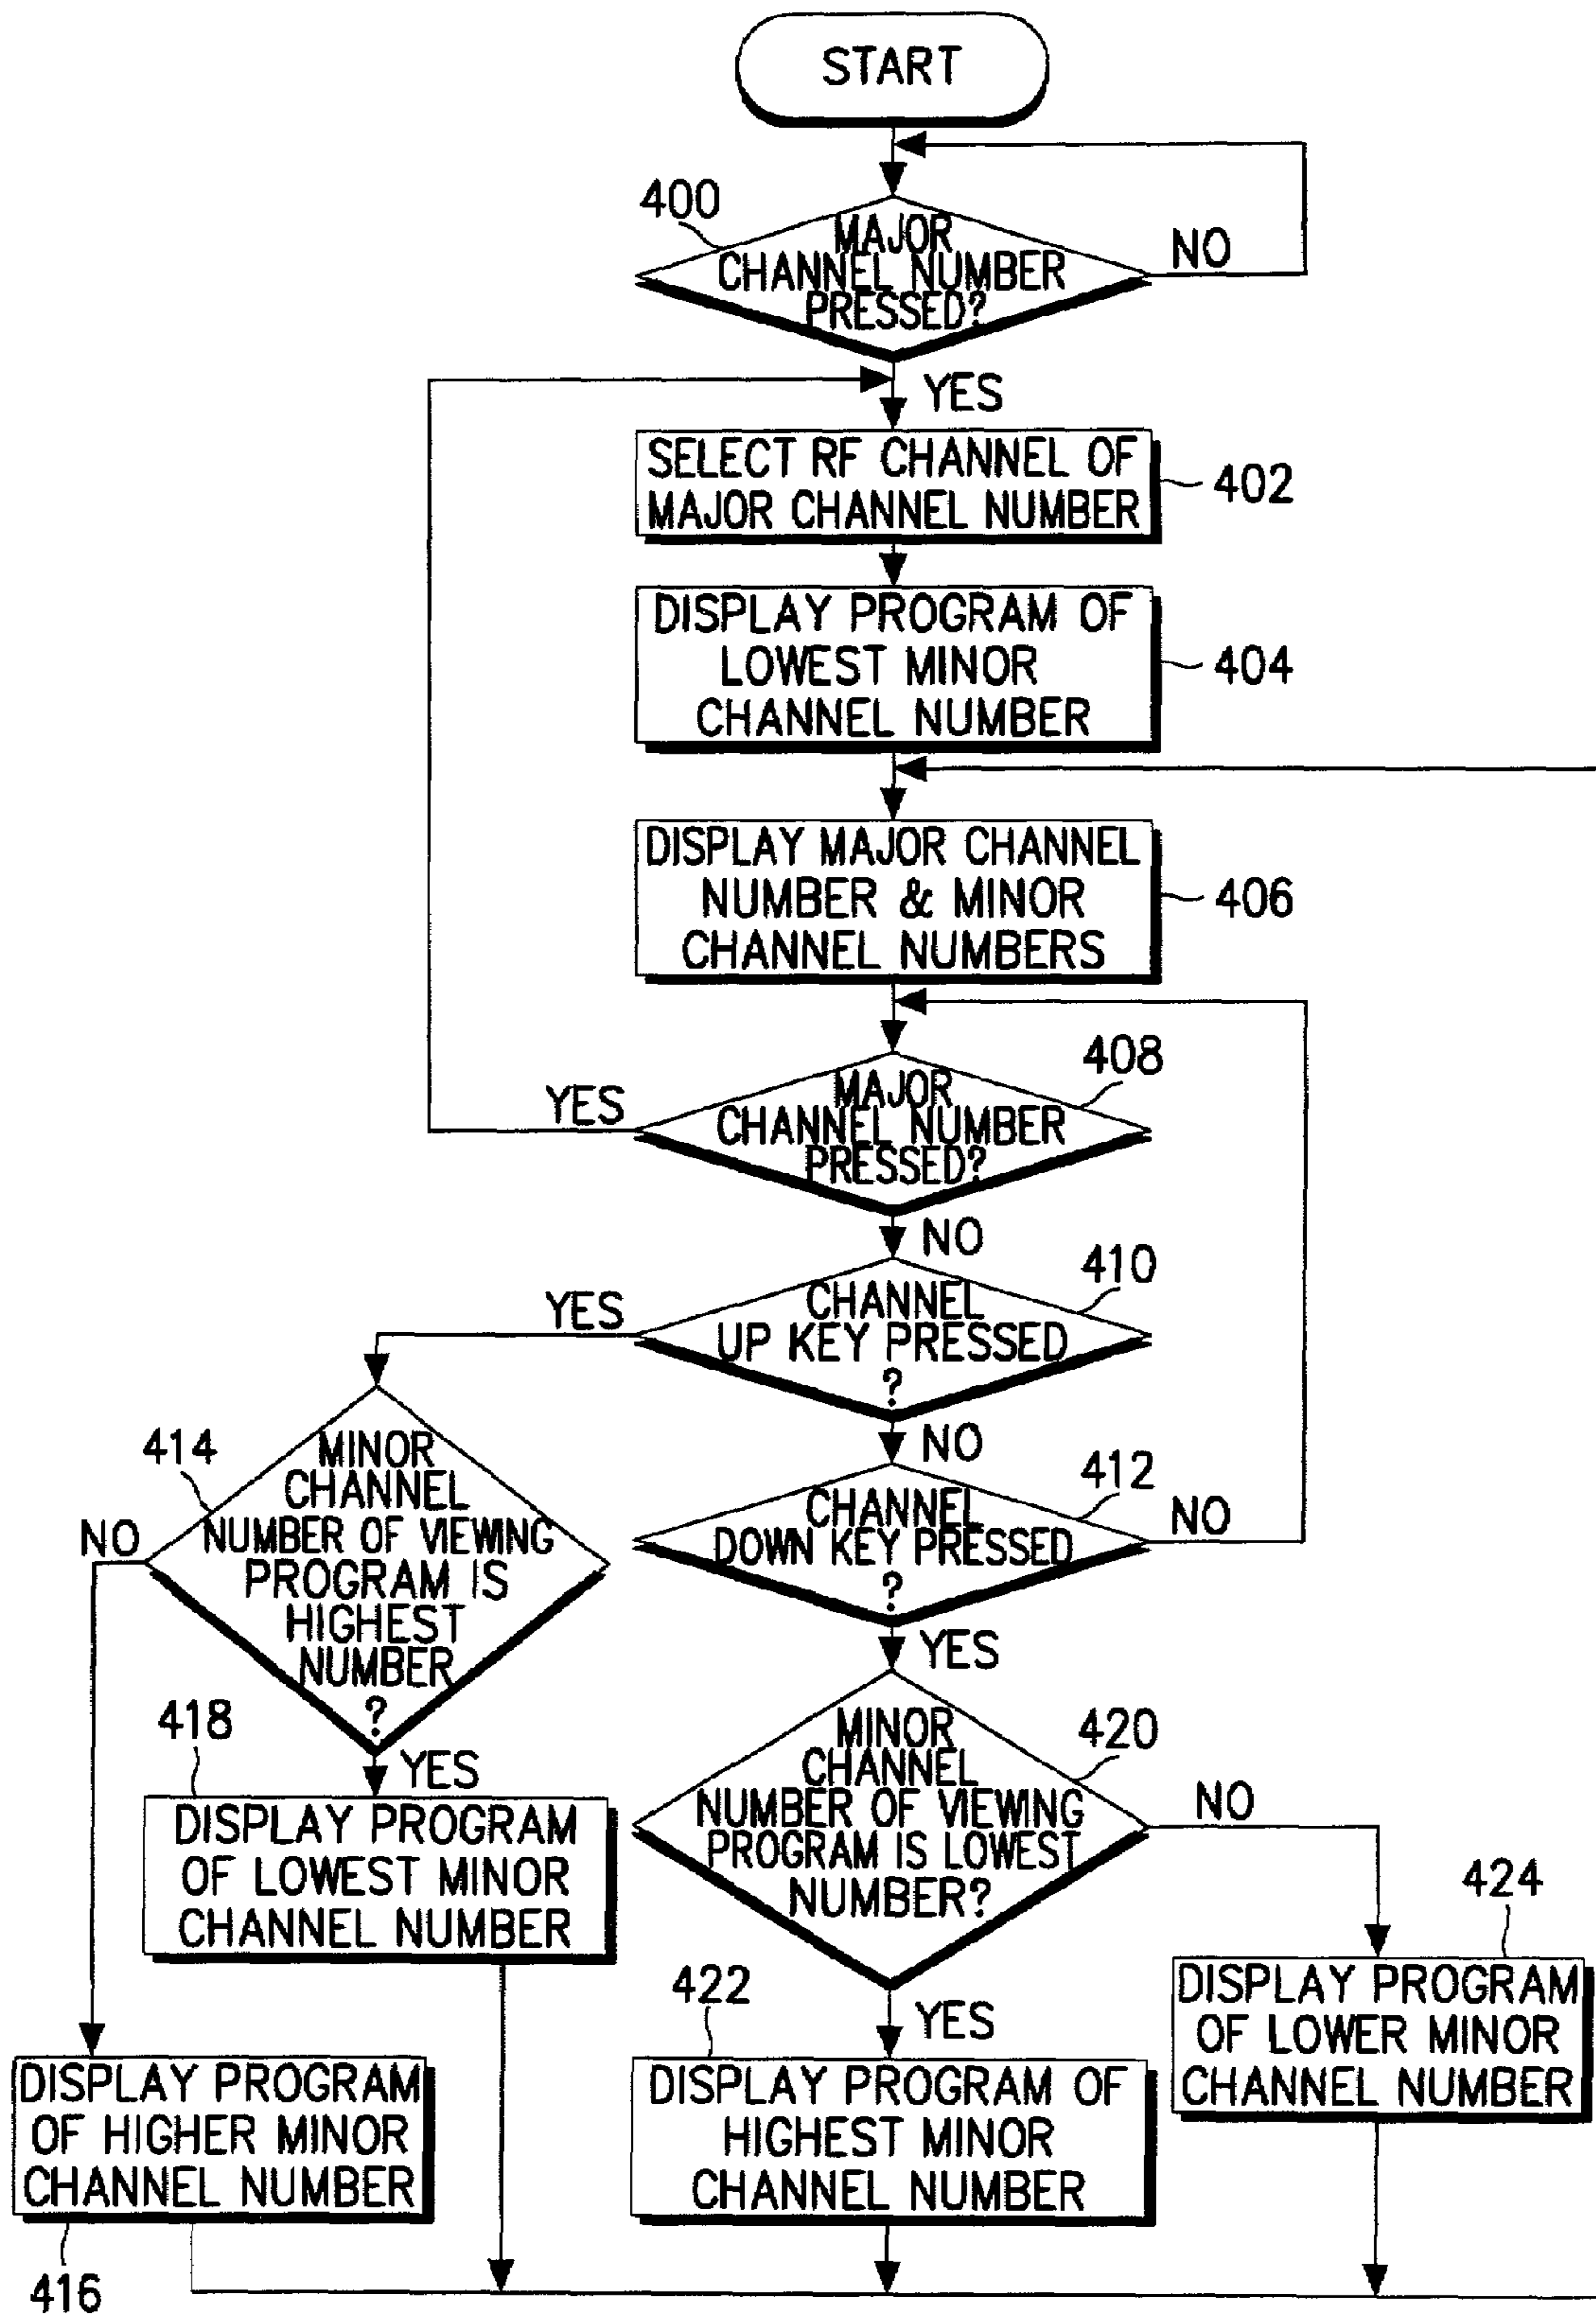 START
400
MAJOR
CHANNEL NUMBER
PRESSED?
NO
YES
SELECT RF CHANNEL OF
MAJOR CHANNEL NUMBER
402
DISPLAY PROGRAM OF
LOWEST MINOR
CHANNEL NUMBER
404
DISPLAY MAJOR CHANNEL
NUMBER & MINOR
CHANNEL NUMBERS
406
408
MAJOR
CHANNEL NUMBER
PRESSED?
YES
NO
410
CHANNEL
UP KEY PRESSED
?
YES
NO
412
CHANNEL
DOWN KEY PRESSED
?
NO
YES
414
MINOR
CHANNEL
NUMBER OF VIEWING
PROGRAM IS
HIGHEST
NUMBER
?
NO
YES
418
DISPLAY PROGRAM
OF LOWEST MINOR
CHANNEL NUMBER
420
MINOR
CHANNEL
NUMBER OF VIEWING
PROGRAM IS LOWEST
NUMBER?
NO
YES
424
DISPLAY PROGRAM
OF LOWER MINOR
CHANNEL NUMBER
422
DISPLAY PROGRAM OF
HIGHEST MINOR
CHANNEL NUMBER
DISPLAY PROGRAM
OF HIGHER MINOR
CHANNEL NUMBER
416